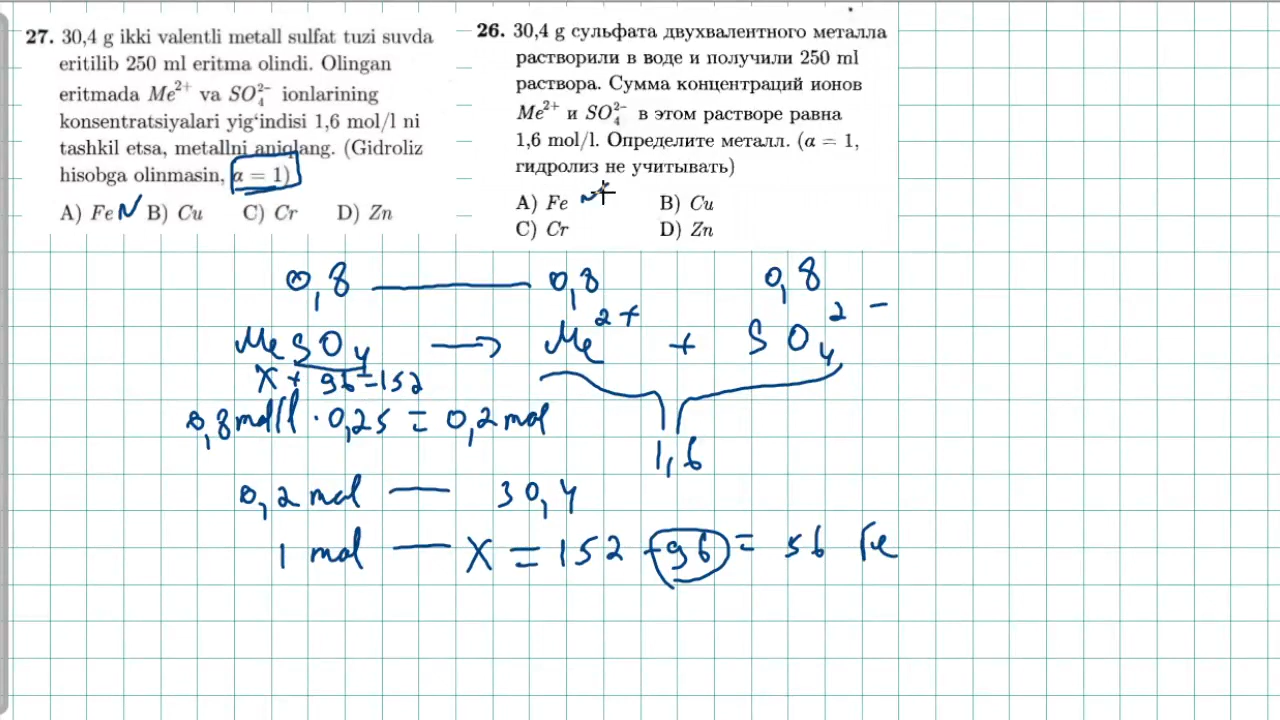 27. 30,4 g ikki valentli metall sulfat tuzi suvda
eritilib 250 ml eritma olindi. Olingan
eritmada Me²⁺ va SO₄²⁻ ionlarining
konsentratsiyalari yig‘indisi 1,6 mol/l ni
tashkil etsa, metallni aniqlang. (Gidroliz
hisobga olinmasin, α = 1)
A) Fe B) Cu C) Cr D) Zn
26. 30,4 g сульфата двухвалентного металла
растворили в воде и получили 250 ml
раствора. Сумма концентраций ионов
Me²⁺ и SO₄²⁻ в этом растворе равна
1,6 mol/l. Определите металл. (α = 1,
гидролиз не учитывать)
A) Fe B) Cu
C) Cr D) Zn
0,8 — 0,8 0,8
MeSO₄ → Me²⁺ + SO₄²⁻
x + 96 = 152
0,8 mol/l · 0,25 = 0,2 mol
1,6
0,2 mol — 30,4
1 mol — X = 152 - 96 = 56 Fe